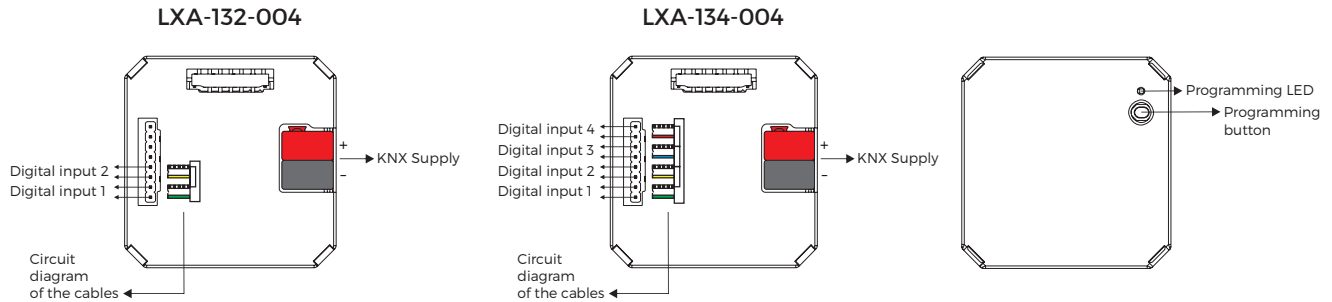 LXA-132-004
Digital input 2
Digital input 1
+
KNX Supply
-
Circuit
diagram
of the cables
LXA-134-004
Digital input 4
Digital input 3
Digital input 2
Digital input 1
+
KNX Supply
-
Circuit
diagram
of the cables
Programming LED
Programming
button